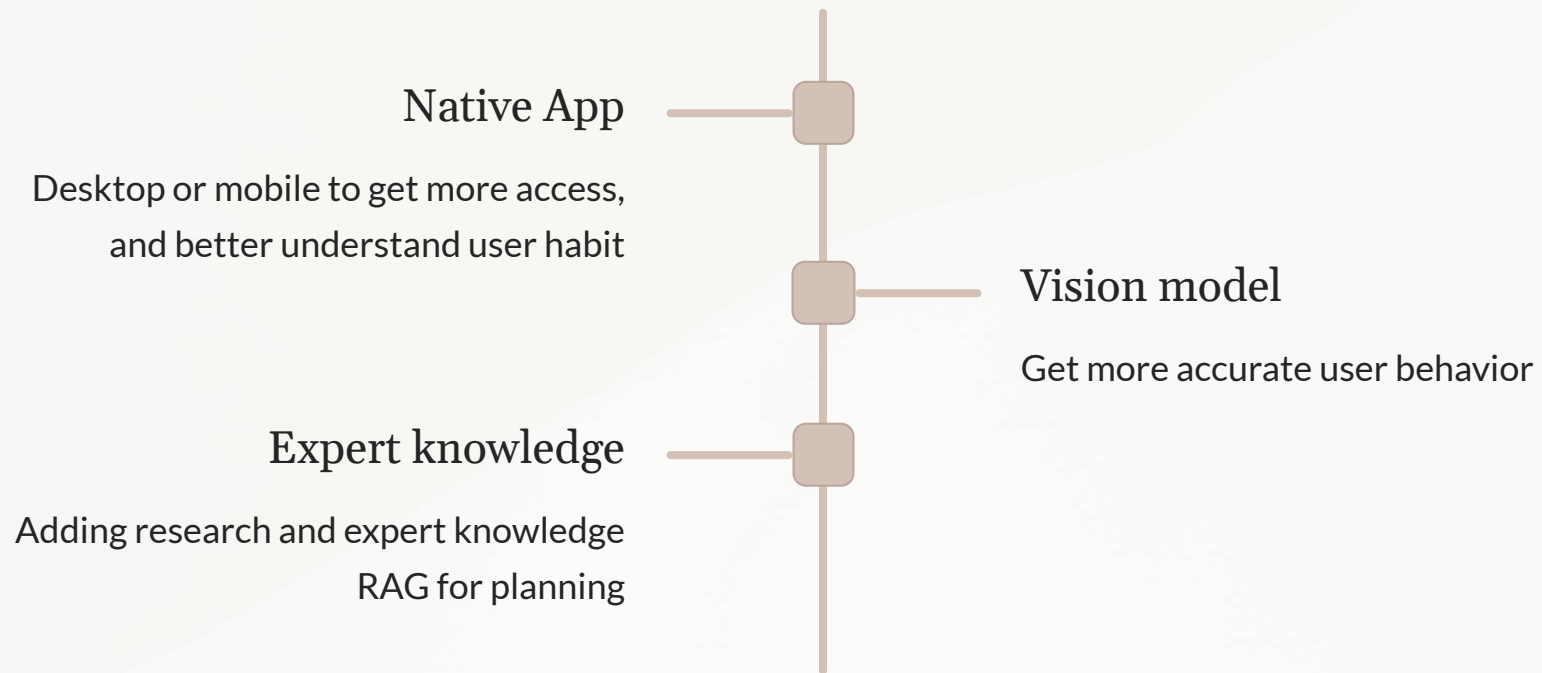 Native App
Desktop or mobile to get more access,
and better understand user habit
Vision model
Get more accurate user behavior
Expert knowledge
Adding research and expert knowledge
RAG for planning